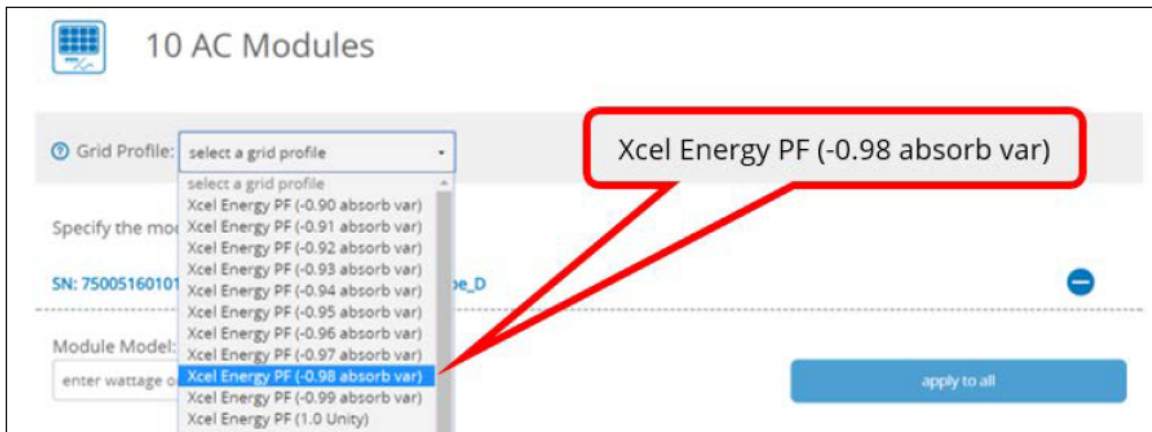 10 AC Modules
Grid Profile: select a grid profile
Xcel Energy PF (-0.98 absorb var)
select a grid profile
Xcel Energy PF (-0.90 absorb var)
Xcel Energy PF (-0.91 absorb var)
Specify the
Xcel Energy PF (-0.92 absorb var)
Xcel Energy PF (-0.93 absorb var)
SN: 75005160101
Xcel Energy PF (-0.94 absorb var)
pe_D
Xcel Energy PF (-0.95 absorb var)
Xcel Energy PF (-0.96 absorb var)
Module Model:
Xcel Energy PF (-0.97 absorb var)
enter wattage o
Xcel Energy PF (-0.98 absorb var)
apply to all
Xcel Energy PF (-0.99 absorb var)
Xcel Energy PF (1.0 Unity)